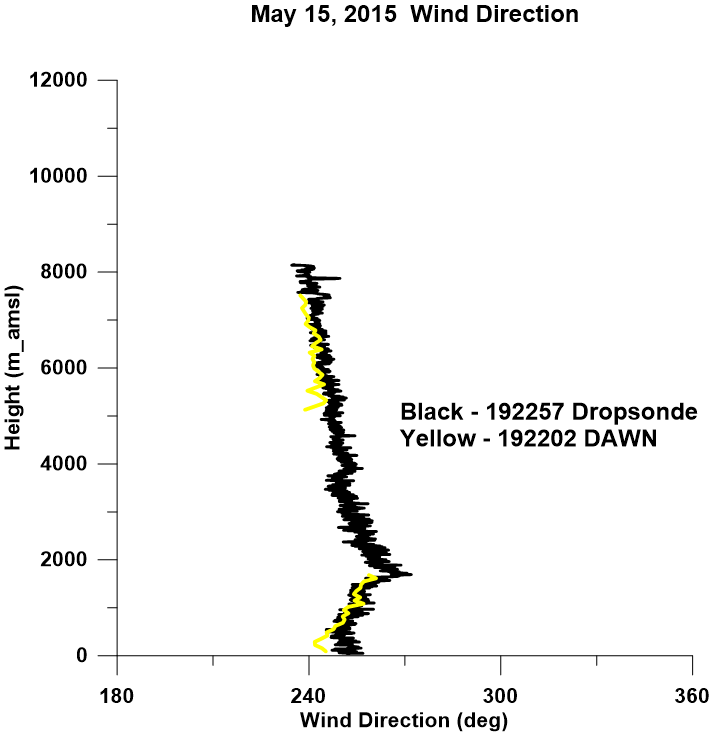 May 15, 2015  Wind Direction
12000
10000
8000
6000
4000
2000
0
Height (m_amsl)
Black - 192257 Dropsonde
Yellow - 192202 DAWN
180 240 300 360
Wind Direction (deg)